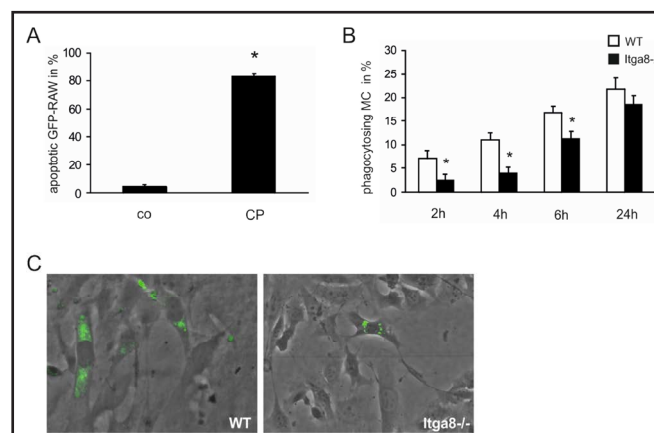 A
apoptotic GFP-RAW in %
100
80
60
40
20
0
*
co
CP
B
phagocytosing MC in %
30
25
20
15
10
5
0
WT
Itga8-
*
*
*
2h
4h
6h
24h
C
WT
Itga8-/-